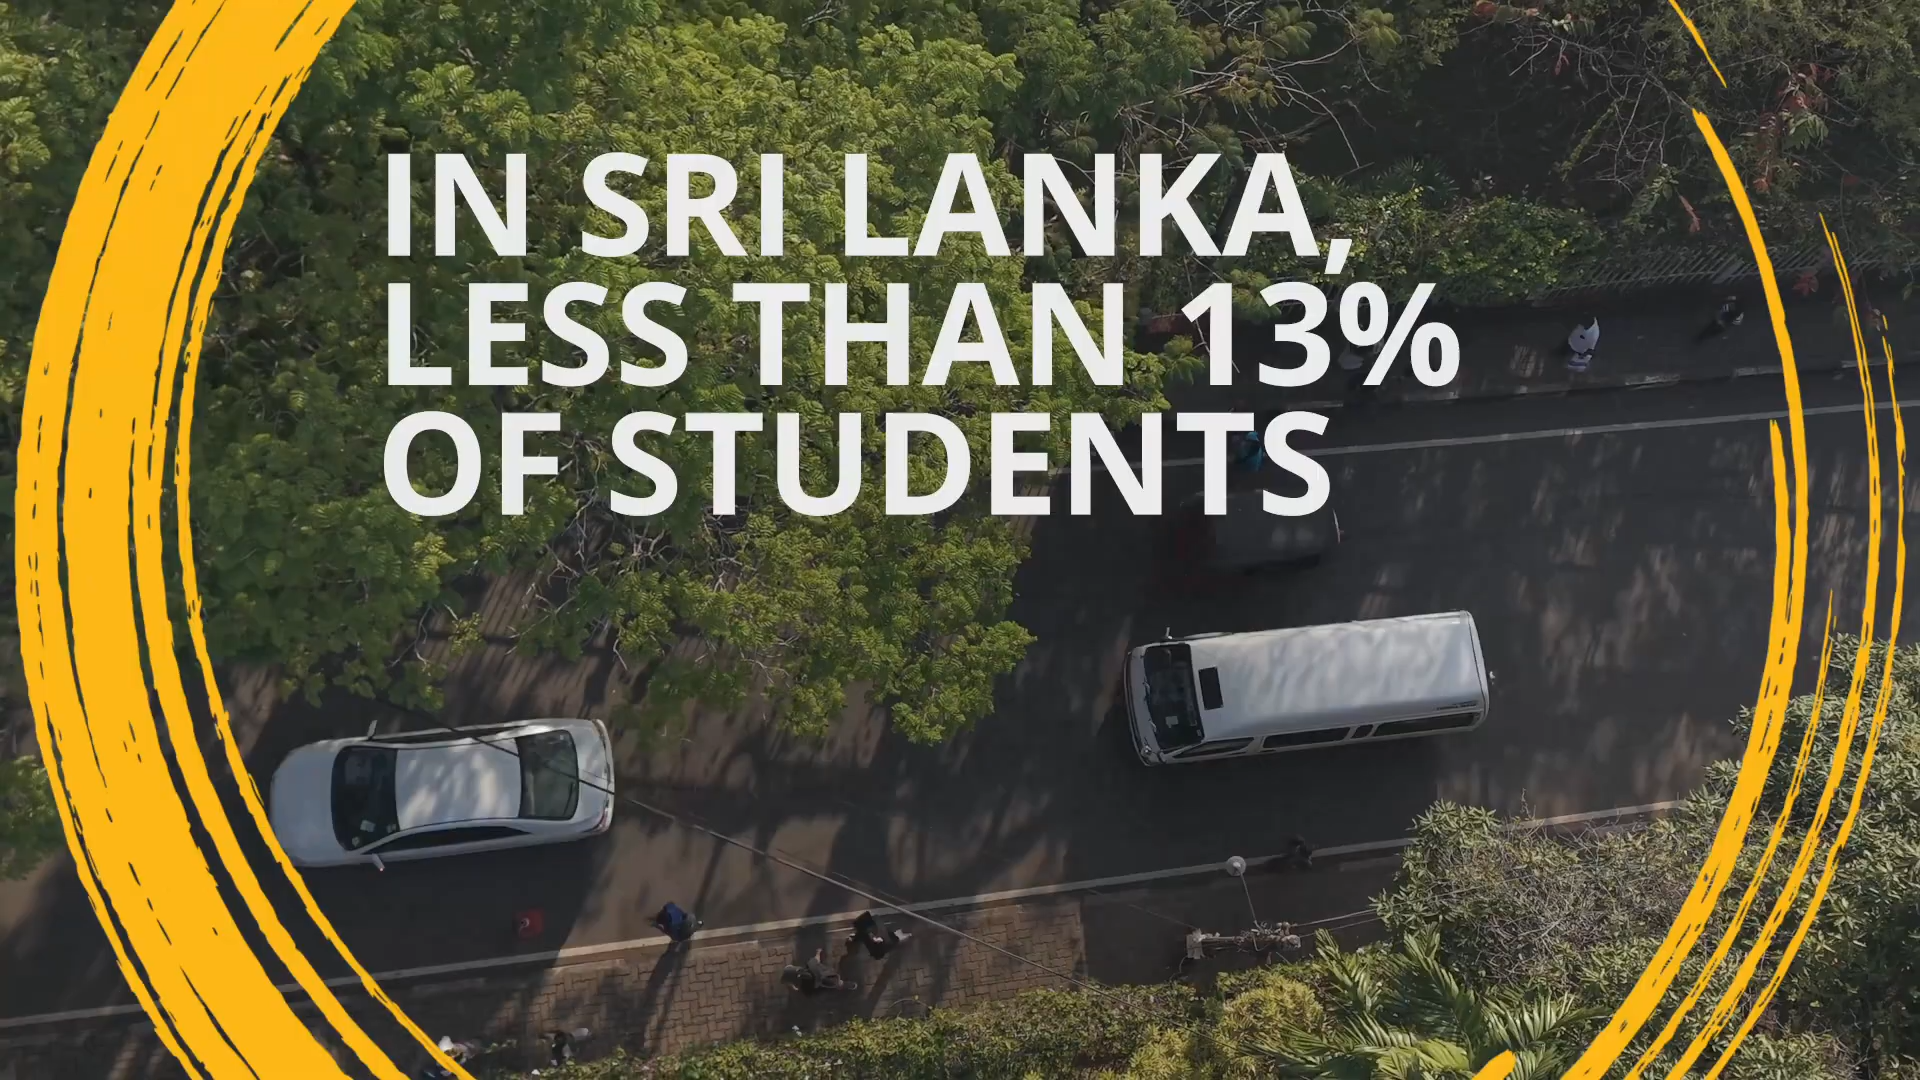 IN SRI LANKA,
LESS THAN 13%
OF STUDENTS